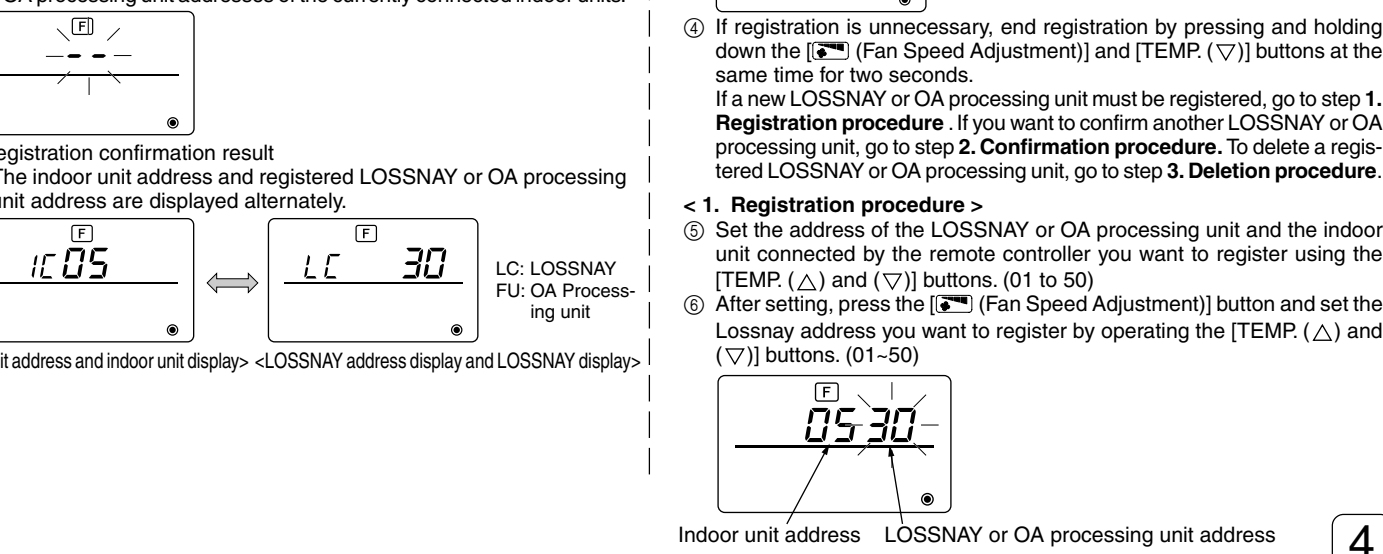 OA processing unit addresses of the currently connected indoor units.
F
--
egistration confirmation result
The indoor unit address and registered LOSSNAY or OA processing
unit address are displayed alternately.
F
IC 05
F
LC 30
LC: LOSSNAY
FU: OA Process-
ing unit
it address and indoor unit display> <LOSSNAY address display and LOSSNAY display>
④ If registration is unnecessary, end registration by pressing and holding
down the [ (Fan Speed Adjustment)] and [TEMP. (▽)] buttons at the
same time for two seconds.
If a new LOSSNAY or OA processing unit must be registered, go to step 1.
Registration procedure . If you want to confirm another LOSSNAY or OA
processing unit, go to step 2. Confirmation procedure. To delete a regis-
tered LOSSNAY or OA processing unit, go to step 3. Deletion procedure.
< 1. Registration procedure >
⑤ Set the address of the LOSSNAY or OA processing unit and the indoor
unit connected by the remote controller you want to register using the
[TEMP. (△) and (▽)] buttons. (01 to 50)
⑥ After setting, press the [ (Fan Speed Adjustment)] button and set the
Lossnay address you want to register by operating the [TEMP. (△) and
(▽)] buttons. (01~50)
F
05 30
Indoor unit address LOSSNAY or OA processing unit address
4